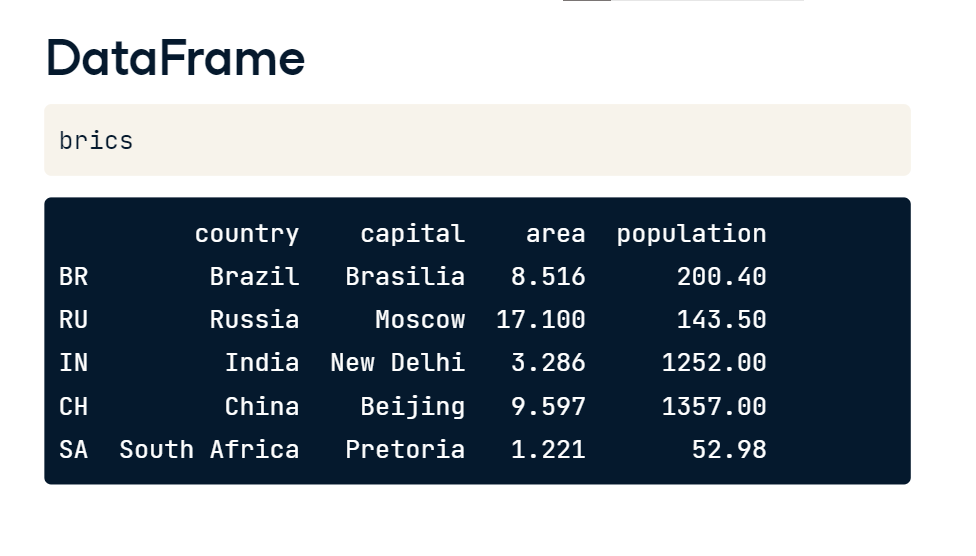 DataFrame
brics
country capital area population
BR Brazil Brasilia 8.516 200.40
RU Russia Moscow 17.100 143.50
IN India New Delhi 3.286 1252.00
CH China Beijing 9.597 1357.00
SA South Africa Pretoria 1.221 52.98